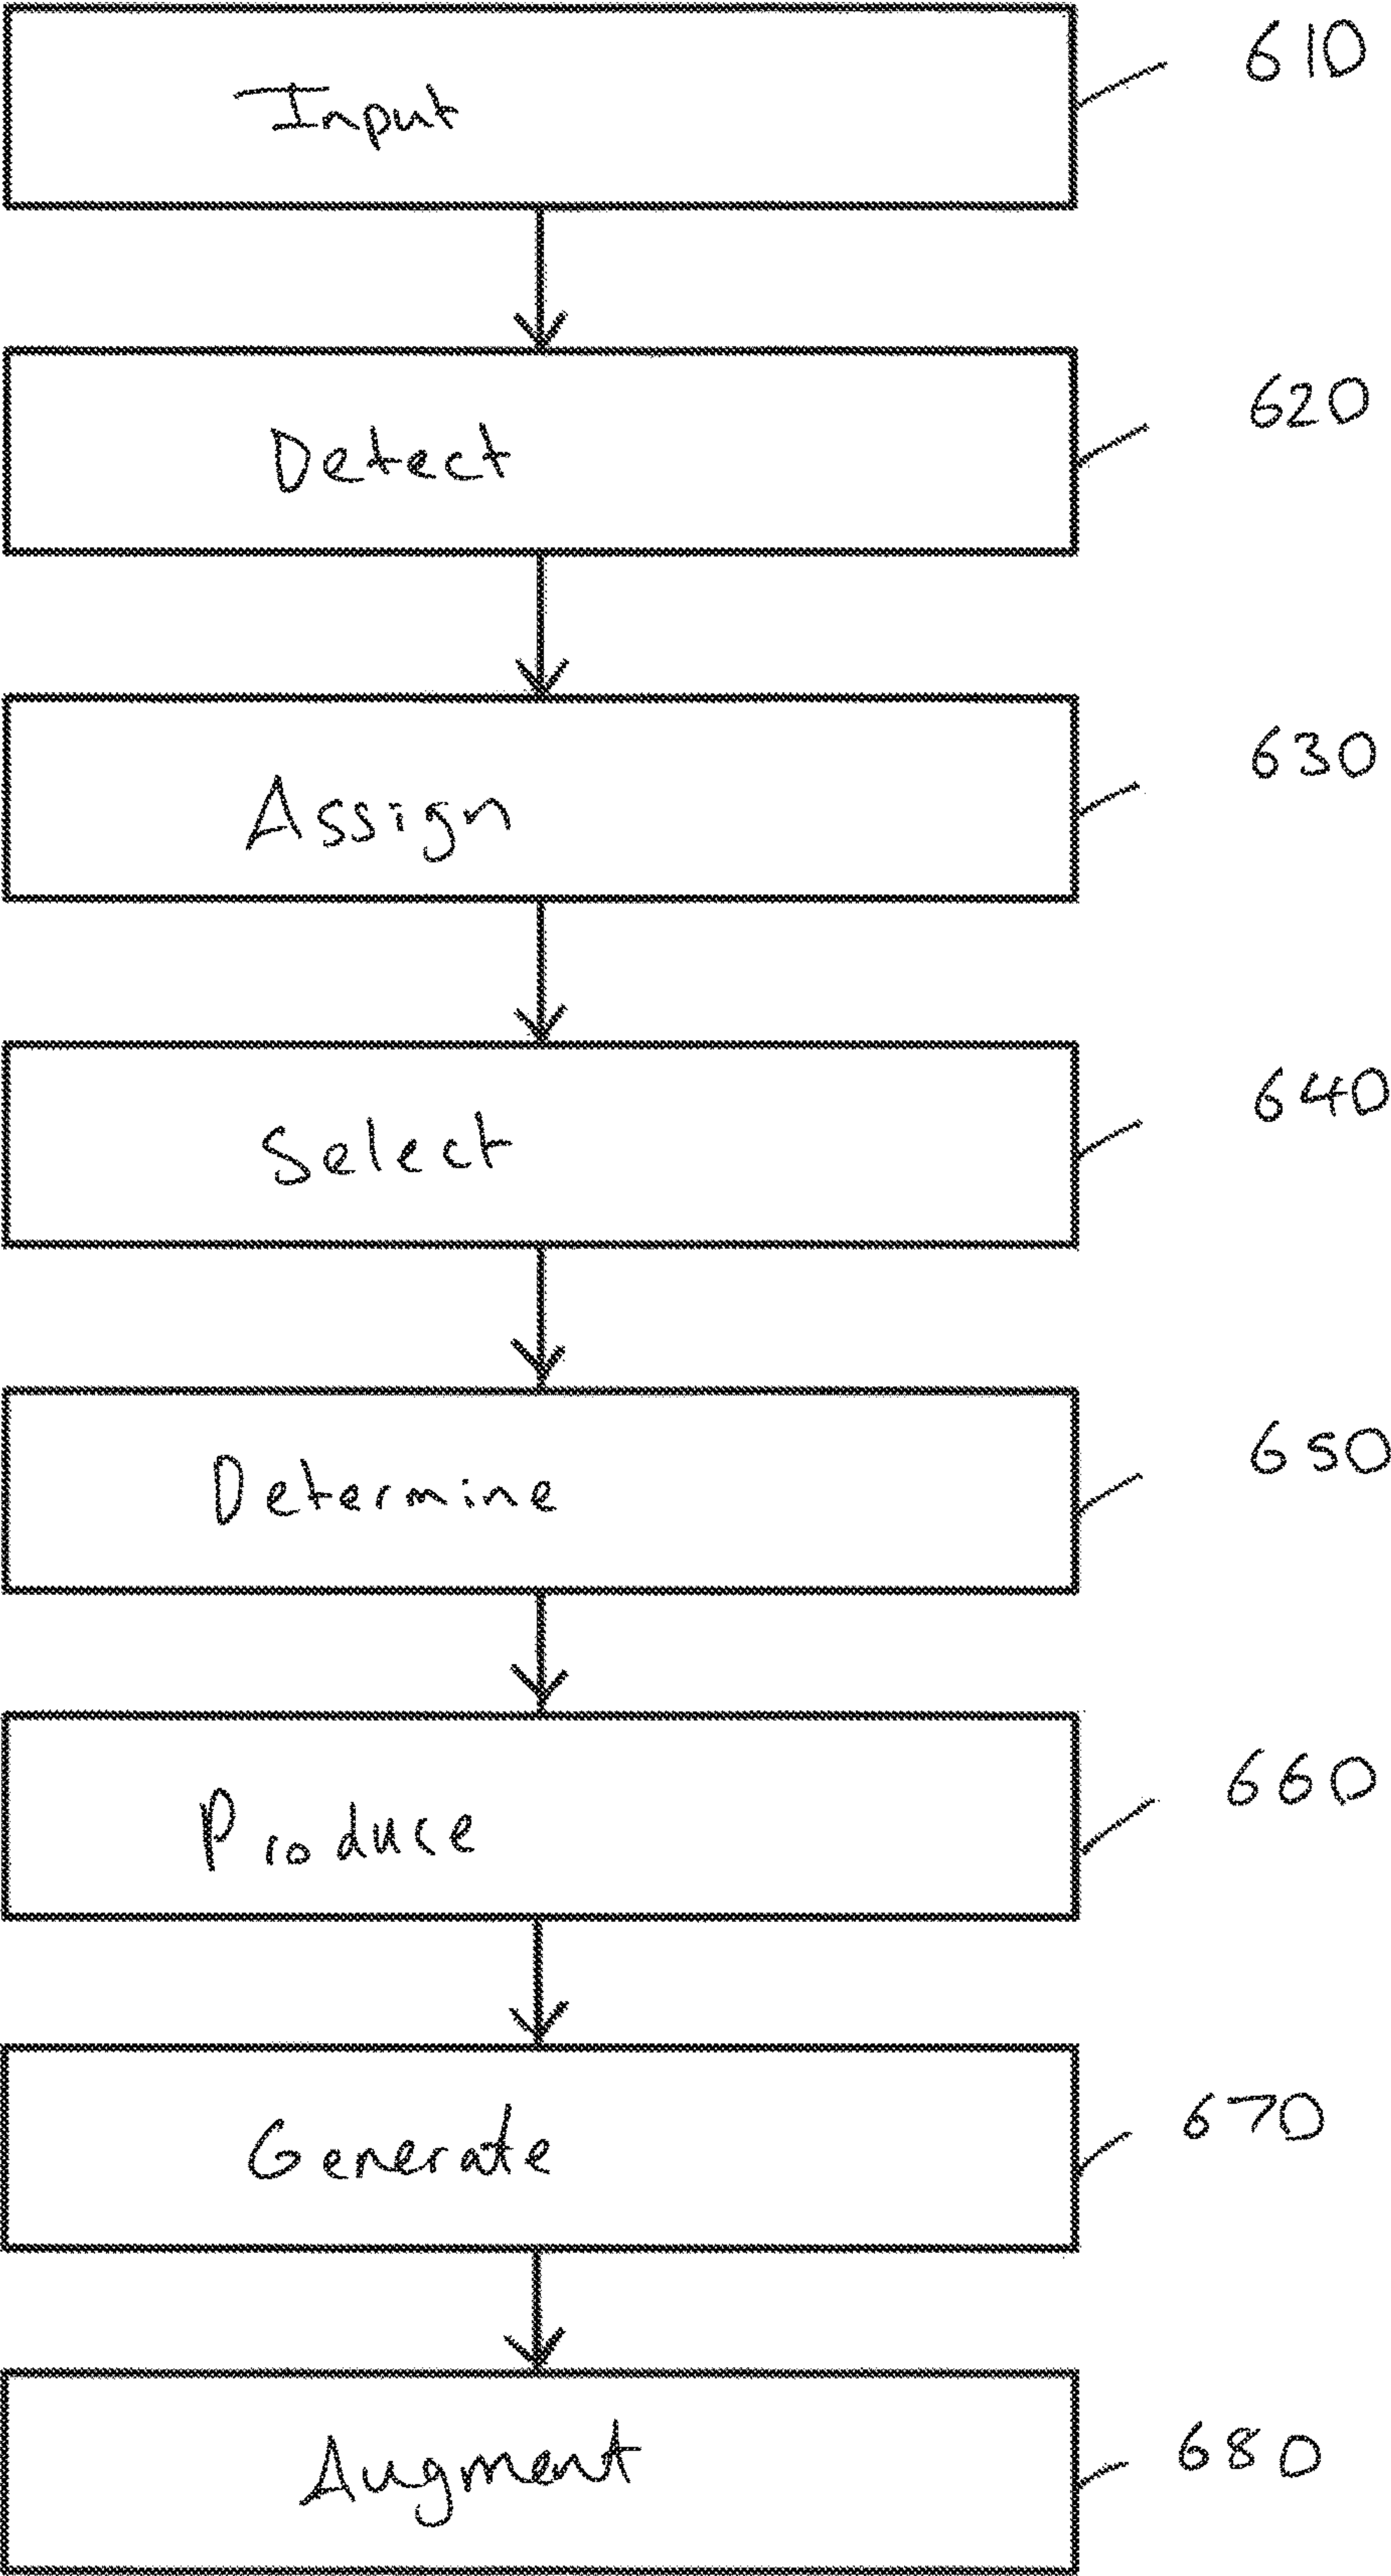 Input 610
Detect 620
Assign 630
Select 640
Determine 650
Produce 660
Generate 670
Augment 680